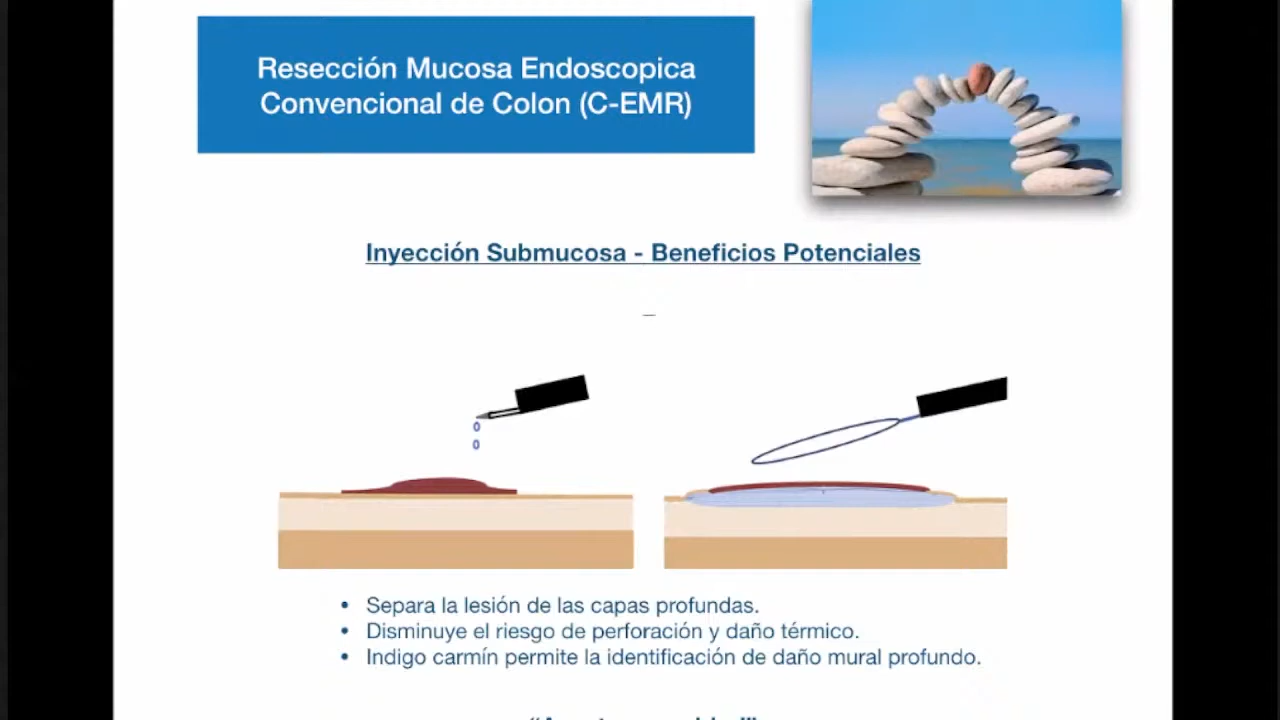 Resección Mucosa Endoscopica
Convencional de Colon (C-EMR)
Inyección Submucosa - Beneficios Potenciales
• Separa la lesión de las capas profundas.
• Disminuye el riesgo de perforación y daño térmico.
• Indigo carmín permite la identificación de daño mural profundo.